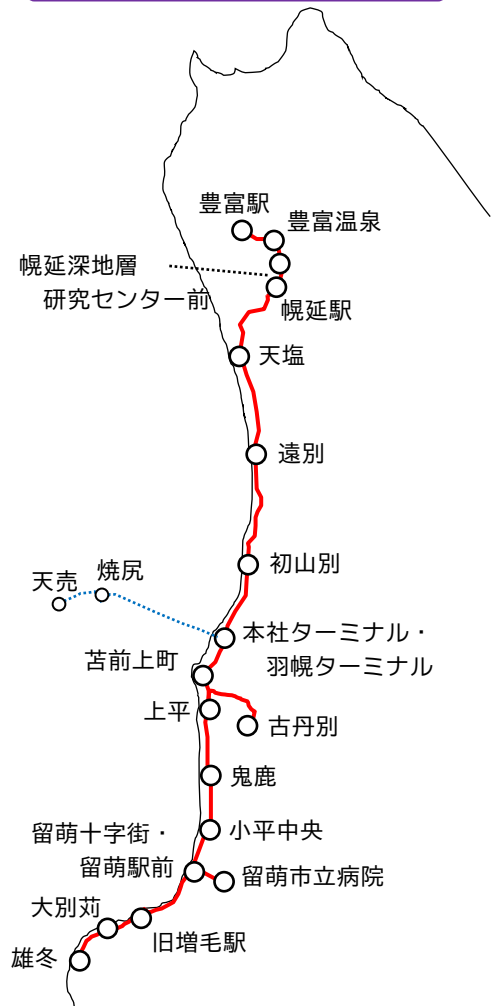 豊富駅
豊富温泉
幌延深地層
研究センター前
幌延駅
天塩
遠別
初山別
天売
焼尻
本社ターミナル・
羽幌ターミナル
苫前上町
上平
古丹別
鬼鹿
小平中央
留萌十字街・
留萌駅前
留萌市立病院
大別苅
旧増毛駅
雄冬